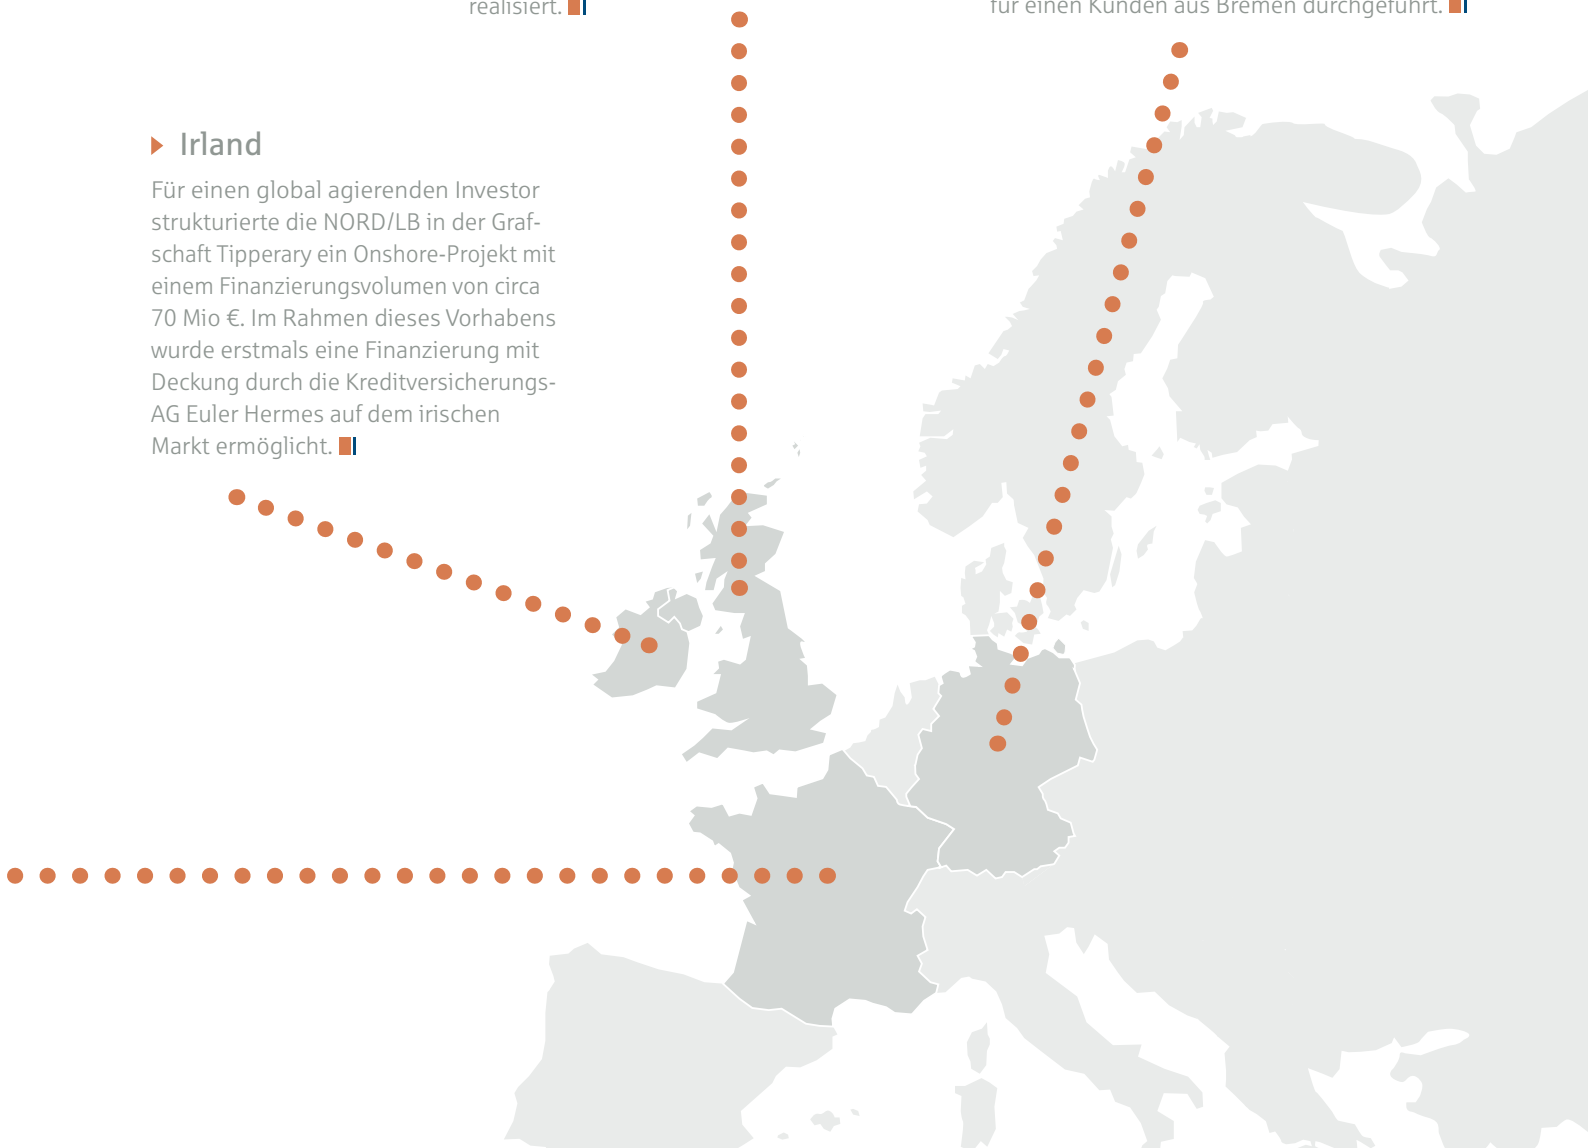 realisiert.
für einen Kunden aus Bremen durchgeführt.
Irland
Für einen global agierenden Investor
strukturierte die NORD/LB in der Graf-
schaft Tipperary ein Onshore-Projekt mit
einem Finanzierungsvolumen von circa
70 Mio €. Im Rahmen dieses Vorhabens
wurde erstmals eine Finanzierung mit
Deckung durch die Kreditversicherungs-
AG Euler Hermes auf dem irischen
Markt ermöglicht.